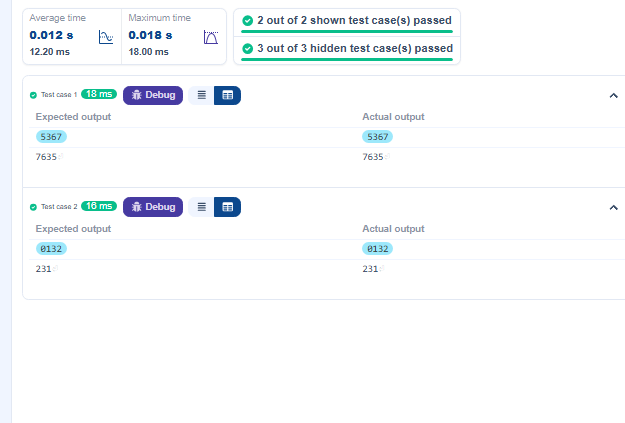 Average time
0.012 s
12.20 ms
Maximum time
0.018 s
18.00 ms
2 out of 2 shown test case(s) passed
3 out of 3 hidden test case(s) passed
Test case 1 18 ms Debug
Expected output Actual output
5367 5367
7635 7635
Test case 2 16 ms Debug
Expected output Actual output
0132 0132
231 231